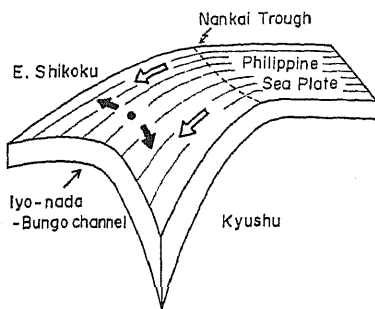 Nankai Trough
E. Shikoku
Philippine
Sea Plate
Iyo-nada
-Bungo channel
Kyushu